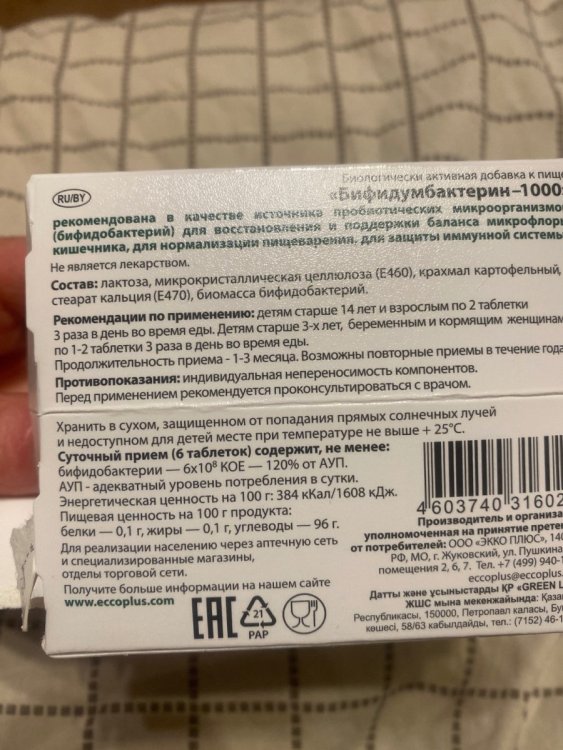 RU/BY
Биологически активная добавка к пище
«Бифидумбактерин–1000»
рекомендована в качестве источника пробиотических микроорганизмо
(бифидобактерий) для восстановления и поддержки баланса микрофлоры
кишечника, для нормализации пищеварения, для защиты иммунной системы
Не является лекарством.
Состав: лактоза, микрокристаллическая целлюлоза (Е460), крахмал картофельный,
стеарат кальция (Е470), биомасса бифидобактерий.
Рекомендации по применению: детям старше 14 лет и взрослым по 2 таблетки
3 раза в день во время еды. Детям старше 3-х лет, беременным и кормящим женщинам
по 1-2 таблетки 3 раза в день во время еды.
Продолжительность приема - 1-3 месяца. Возможны повторные приемы в течение года
Противопоказания: индивидуальная непереносимость компонентов.
Перед применением рекомендуется проконсультироваться с врачом.
Хранить в сухом, защищенном от попадания прямых солнечных лучей
и недоступном для детей месте при температуре не выше + 25°С.
Суточный прием (6 таблеток) содержит, не менее:
бифидобактерии — 6х10⁸ КОЕ — 120% от АУП.
АУП - адекватный уровень потребления в сутки.
Энергетическая ценность на 100 г: 384 кКал/1608 кДж.
Пищевая ценность на 100 г продукта:
белки — 0,1 г, жиры — 0,1 г, углеводы — 96 г.
Для реализации населению через аптечную сеть
и специализированные магазины,
отделы торговой сети.
Получите больше информации на нашем сайте
www.eccoplus.com
EAC
21
PAP
4 603740 31602
Производитель и организа
уполномоченная на принятие прете
от потребителей: ООО «ЭККО ПЛЮС», 140
РФ, МО, г. Жуковский, ул. Пушкина
помещения 2, 6, 7. Тел. +7 (499) 940-1
eccoplus@eccoplus.
Датты және ұсыныстарды ҚР «GREEN L
ЖШС мына мекенжайында: Қаза
Республикасы, 150000, Петропавл қаласы, Бук
көшесі, 58/63 қабылдайды, тел.: (7152) 46-1